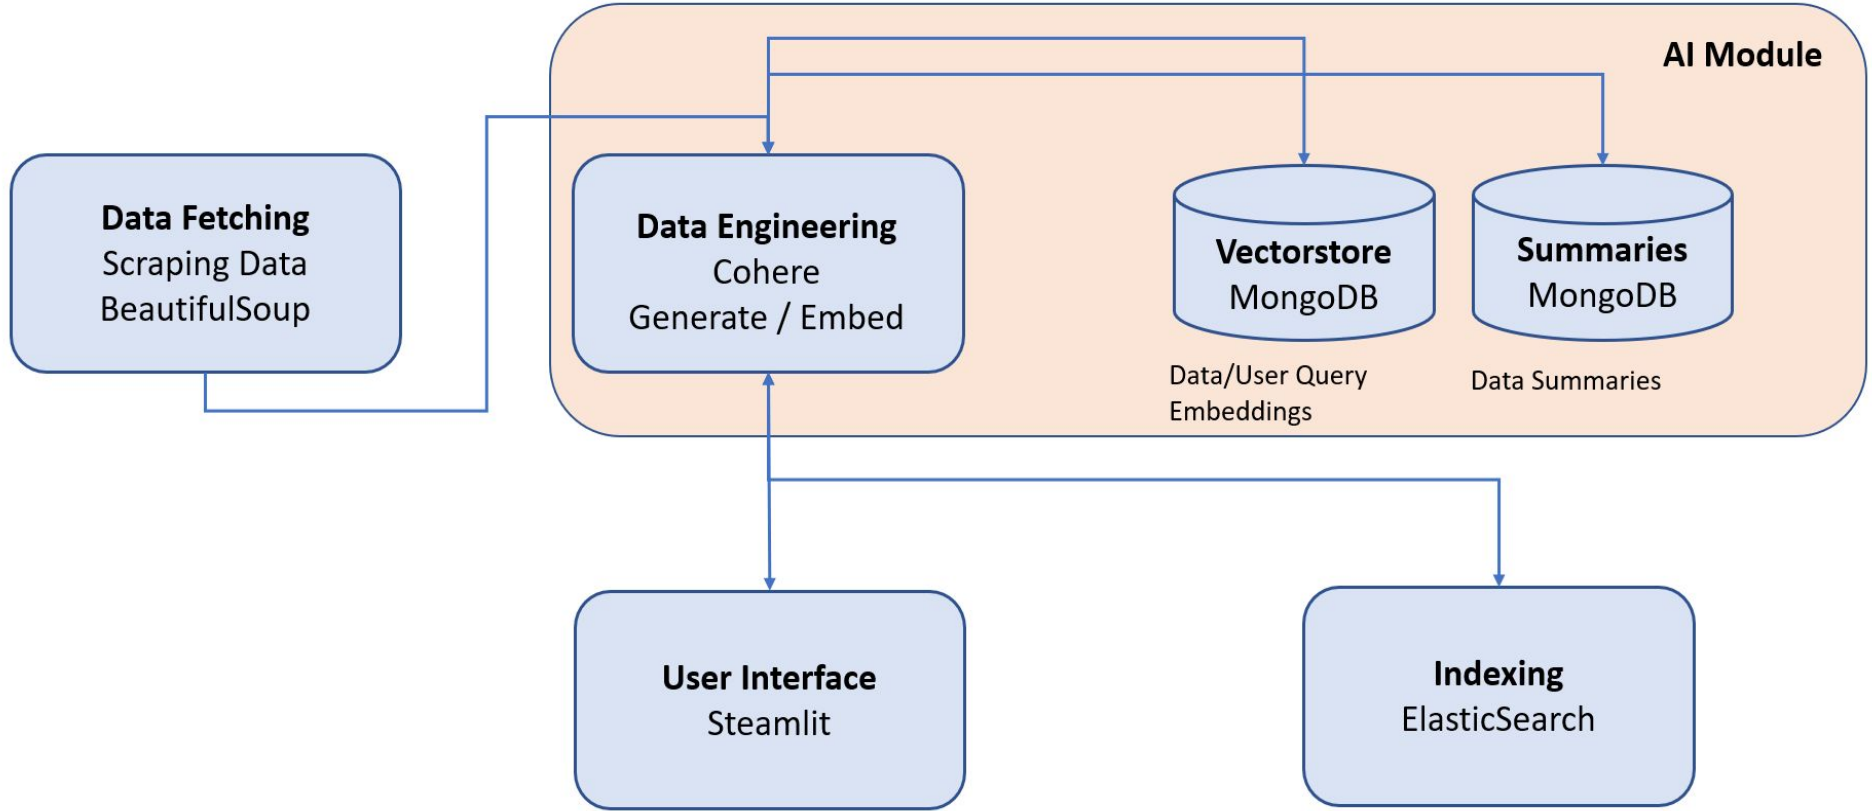 AI Module
Data Fetching
Scraping Data
BeautifulSoup
Data Engineering
Cohere
Generate / Embed
Vectorstore
MongoDB
Summaries
MongoDB
Data/User Query
Embeddings
Data Summaries
User Interface
Steamlit
Indexing
ElasticSearch